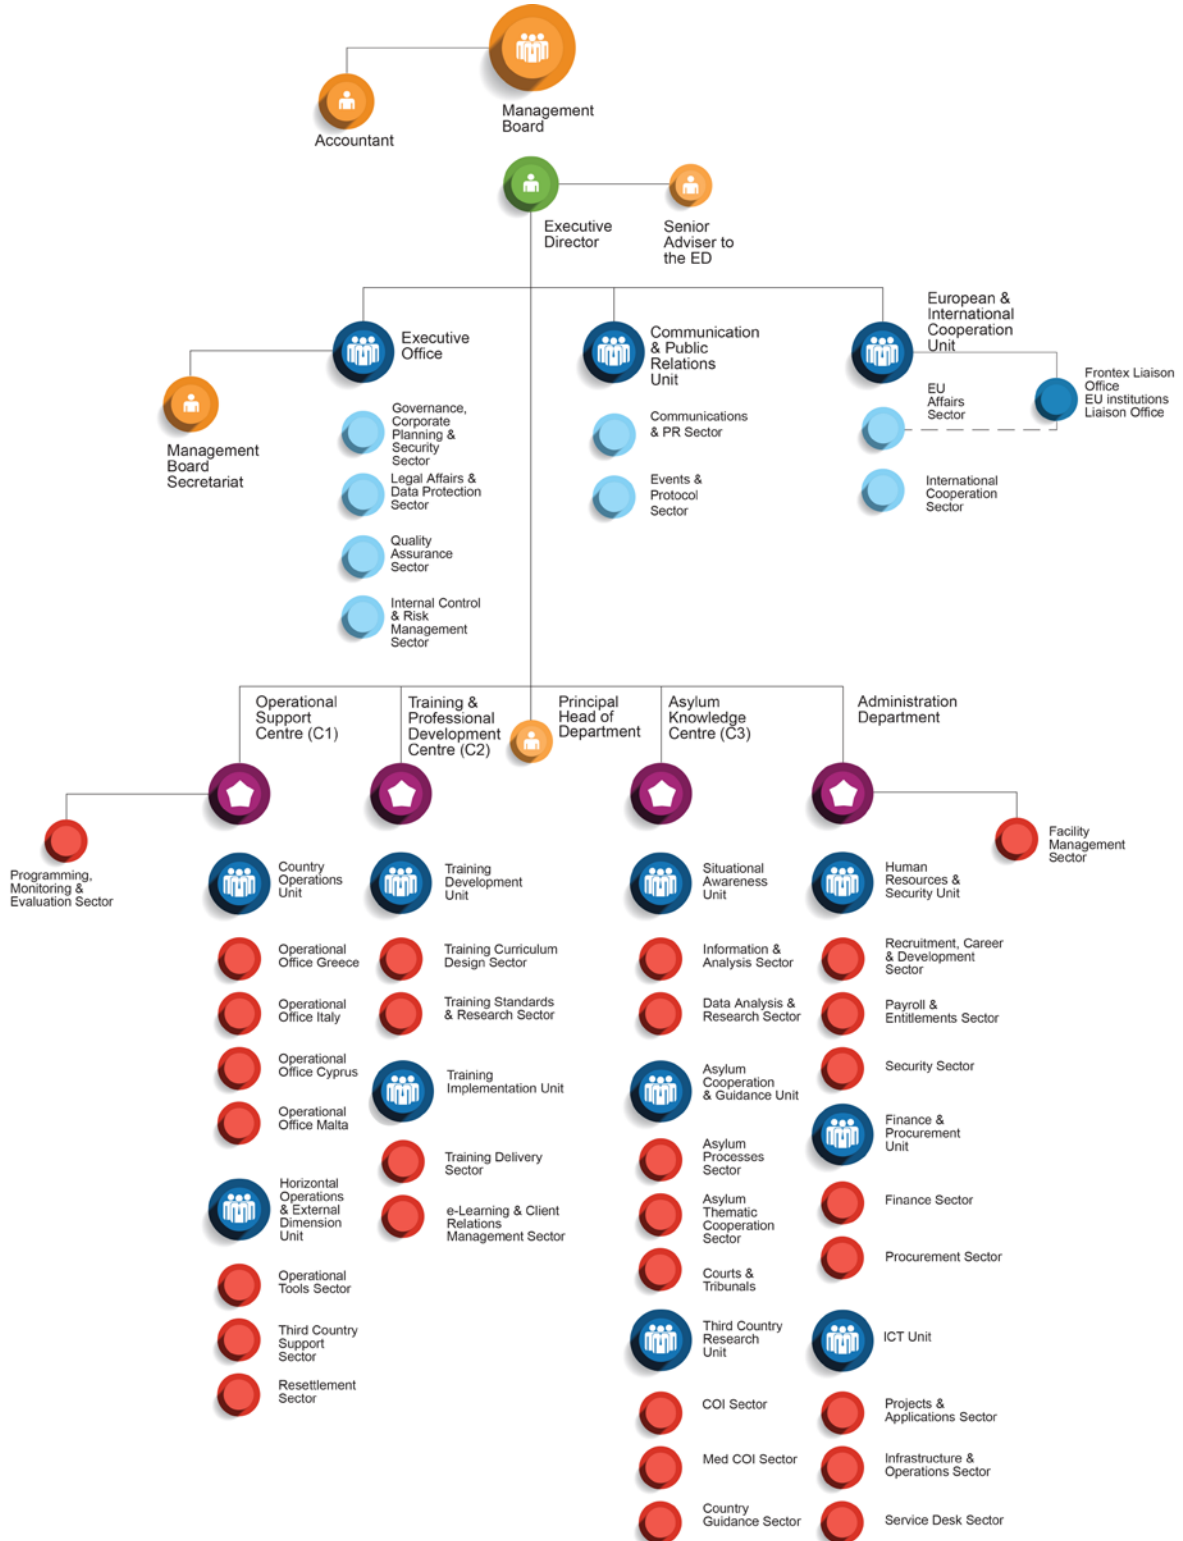 Management
Board
Accountant
Executive
Director
Senior
Adviser to
the ED
Executive
Office
Communication
& Public
Relations
Unit
European &
International
Cooperation
Unit
Management
Board
Secretariat
Governance,
Corporate
Planning &
Security
Sector
Legal Affairs &
Data Protection
Sector
Quality
Assurance
Sector
Internal Control
& Risk
Management
Sector
Communications
& PR Sector
Events &
Protocol
Sector
EU
Affairs
Sector
International
Cooperation
Sector
Frontex Liaison
Office
EU institutions
Liaison Office
Operational
Support
Centre (C1)
Training &
Professional
Development
Centre (C2)
Principal
Head of
Department
Asylum
Knowledge
Centre (C3)
Administration
Department
Programming,
Monitoring &
Evaluation Sector
Country
Operations
Unit
Operational
Office Greece
Operational
Office Italy
Operational
Office Cyprus
Operational
Office Malta
Horizontal
Operations
& External
Dimension
Unit
Operational
Tools Sector
Third Country
Support
Sector
Resettlement
Sector
Training
Development
Unit
Training Curriculum
Design Sector
Training Standards
& Research Sector
Training
Implementation Unit
Training Delivery
Sector
e-Learning & Client
Relations
Management Sector
Situational
Awareness
Unit
Information &
Analysis Sector
Data Analysis &
Research Sector
Asylum
Cooperation
& Guidance Unit
Asylum
Processes
Sector
Asylum
Thematic
Cooperation
Sector
Courts &
Tribunals
Third Country
Research
Unit
COI Sector
Med COI Sector
Country
Guidance Sector
Facility
Management
Sector
Human
Resources &
Security Unit
Recruitment, Career
& Development
Sector
Payroll &
Entitlements Sector
Security Sector
Finance &
Procurement
Unit
Finance Sector
Procurement Sector
ICT Unit
Projects &
Applications Sector
Infrastructure &
Operations Sector
Service Desk Sector